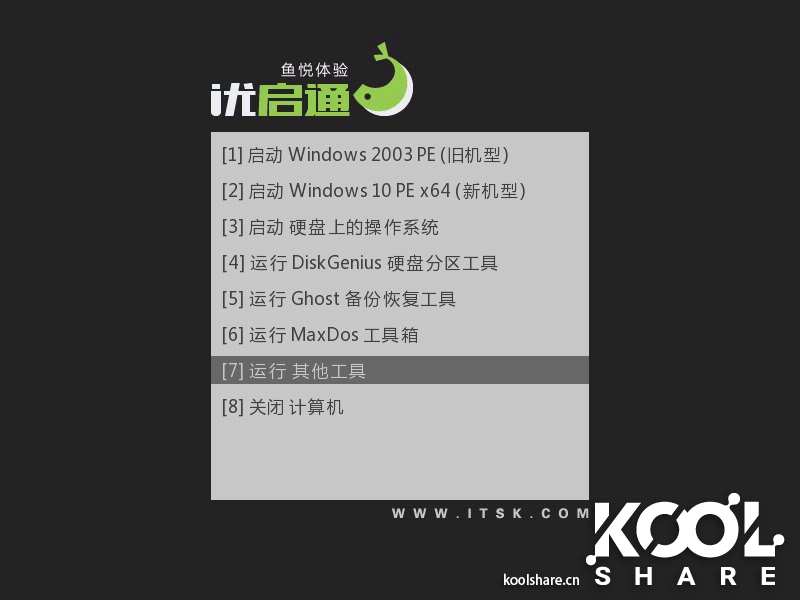 鱼悦体验
优启通
[1] 启动 Windows 2003 PE (旧机型)
[2] 启动 Windows 10 PE x64 (新机型)
[3] 启动 硬盘上的操作系统
[4] 运行 DiskGenius 硬盘分区工具
[5] 运行 Ghost 备份恢复工具
[6] 运行 MaxDos 工具箱
[7] 运行 其他工具
[8] 关闭 计算机
WWW.ITSK.COM
KOOL
koolshare.cn SHARE